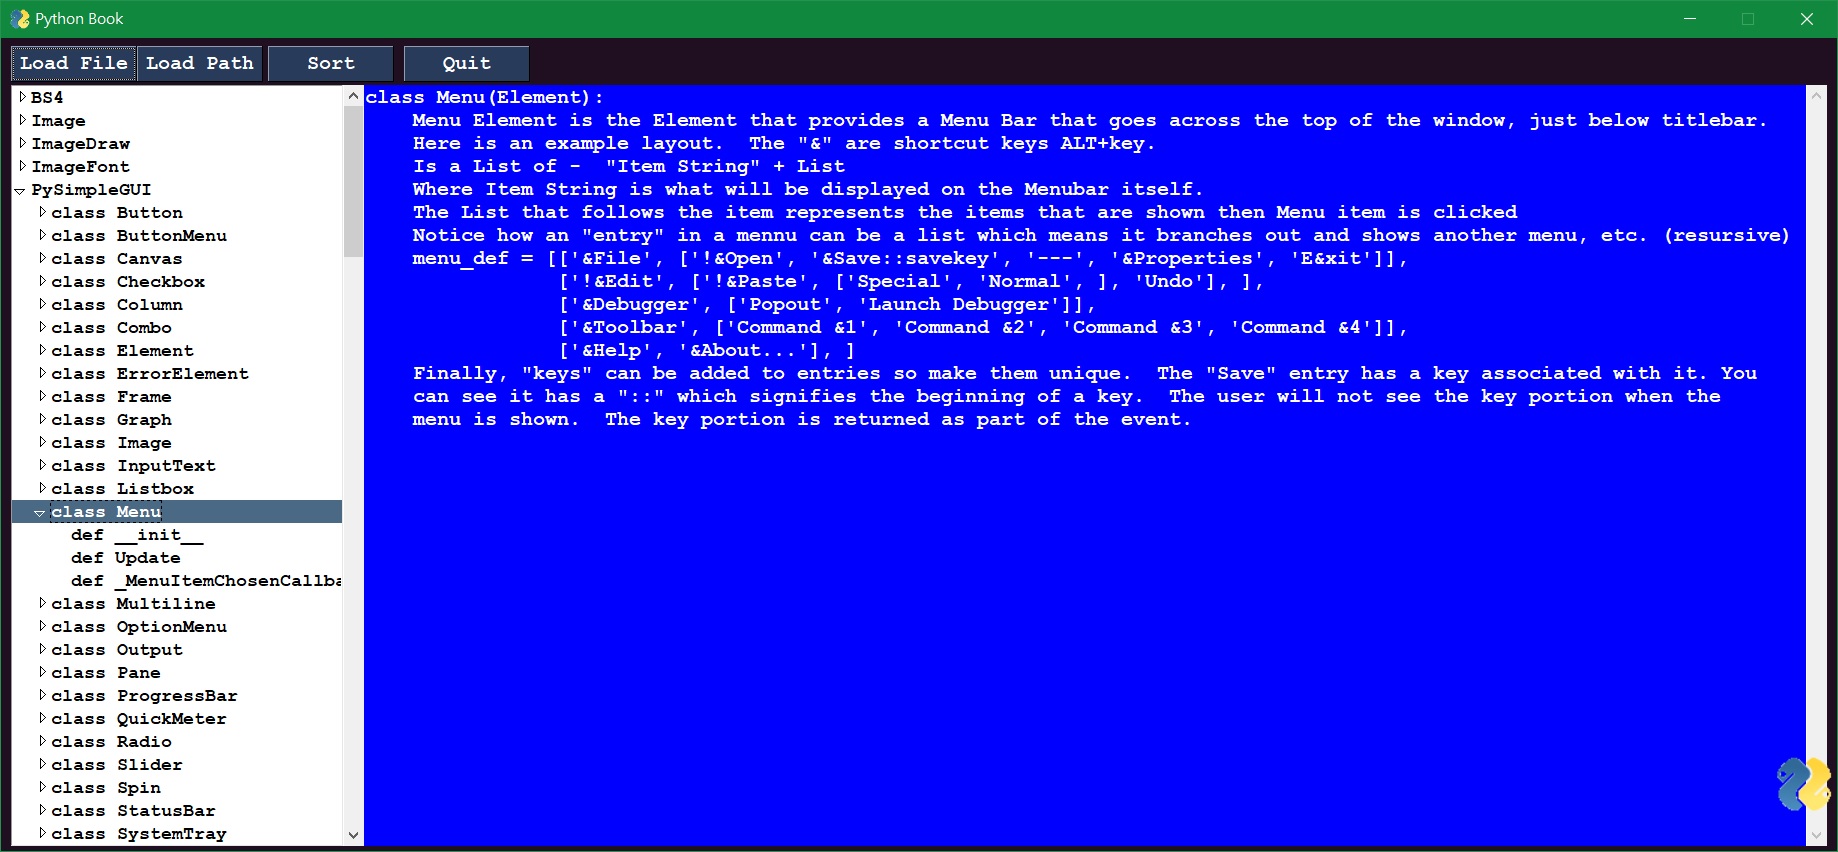 Python Book
Load File
Load Path
Sort
Quit
BS4
Image
ImageDraw
ImageFont
PySimpleGUI
class Button
class ButtonMenu
class Canvas
class Checkbox
class Column
class Combo
class Element
class ErrorElement
class Frame
class Graph
class Image
class InputText
class Listbox
class Menu
def __init__
def Update
def _MenuItemChosenCallba
class Multiline
class OptionMenu
class Output
class Pane
class ProgressBar
class QuickMeter
class Radio
class Slider
class Spin
class StatusBar
class SystemTray
class Menu(Element):
Menu Element is the Element that provides a Menu Bar that goes across the top of the window, just below titlebar.
Here is an example layout.  The "&" are shortcut keys ALT+key.
Is a List of -  "Item String" + List
Where Item String is what will be displayed on the Menubar itself.
The List that follows the item represents the items that are shown then Menu item is clicked
Notice how an "entry" in a mennu can be a list which means it branches out and shows another menu, etc. (resursive)
menu_def = [['&File', ['!&Open', '&Save::savekey', '---', '&Properties', 'E&xit']],
['!&Edit', ['!&Paste', ['Special', 'Normal', ], 'Undo'], ],
['&Debugger', ['Popout', 'Launch Debugger']],
['&Toolbar', ['Command &1', 'Command &2', 'Command &3', 'Command &4']],
['&Help', '&About...'], ]
Finally, "keys" can be added to entries so make them unique.  The "Save" entry has a key associated with it. You
can see it has a "::" which signifies the beginning of a key.  The user will not see the key portion when the
menu is shown.  The key portion is returned as part of the event.